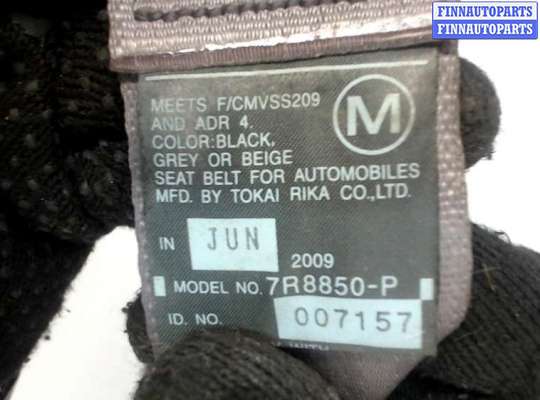 FINNAUTOPARTS
FINNAUTOPARTS
MEETS F/CMVSS209
AND ADR 4.
COLOR:BLACK,
GREY OR BEIGE
SEAT BELT FOR AUTOMOBILES
MFD. BY TOKAI RIKA CO.,LTD.
M
IN JUN 2009
MODEL NO. 7R8850-P
ID. NO. 007157
WITH